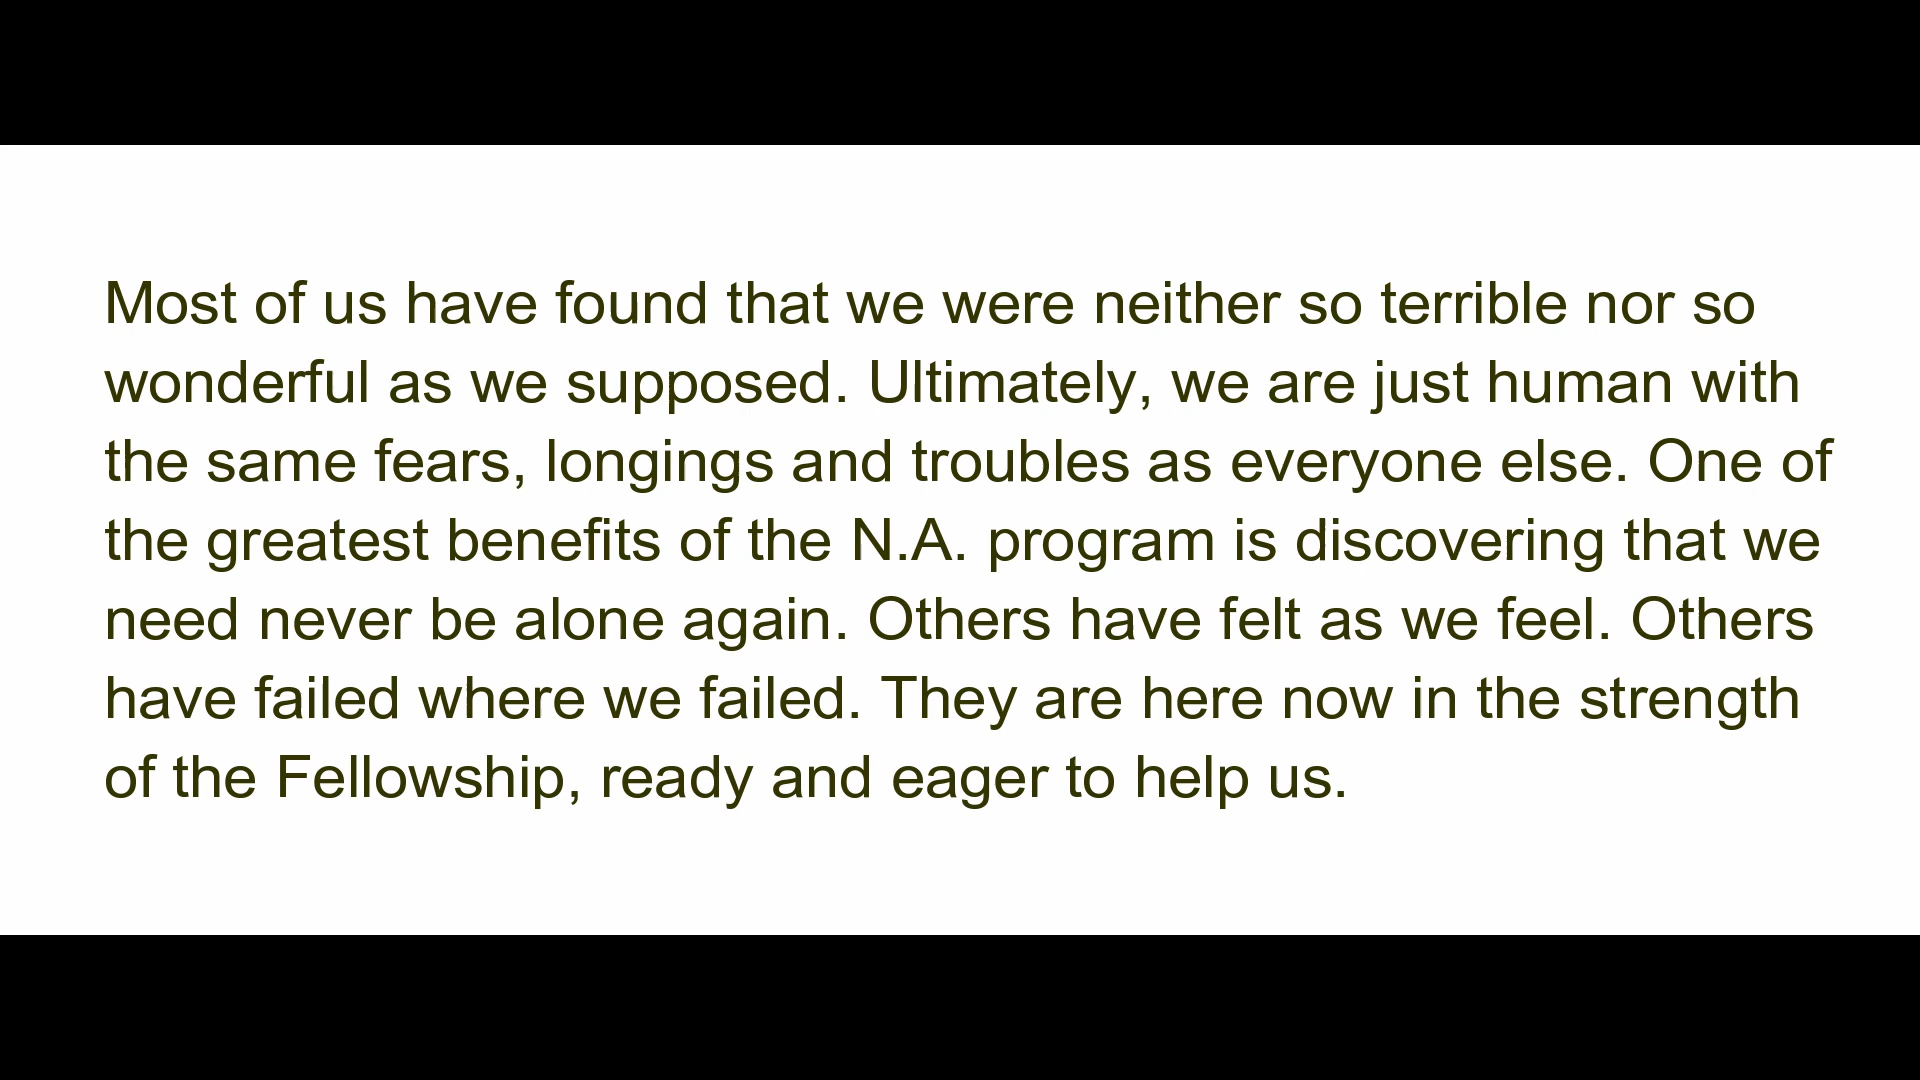 Most of us have found that we were neither so terrible nor so
wonderful as we supposed. Ultimately, we are just human with
the same fears, longings and troubles as everyone else. One of
the greatest benefits of the N.A. program is discovering that we
need never be alone again. Others have felt as we feel. Others
have failed where we failed. They are here now in the strength
of the Fellowship, ready and eager to help us.